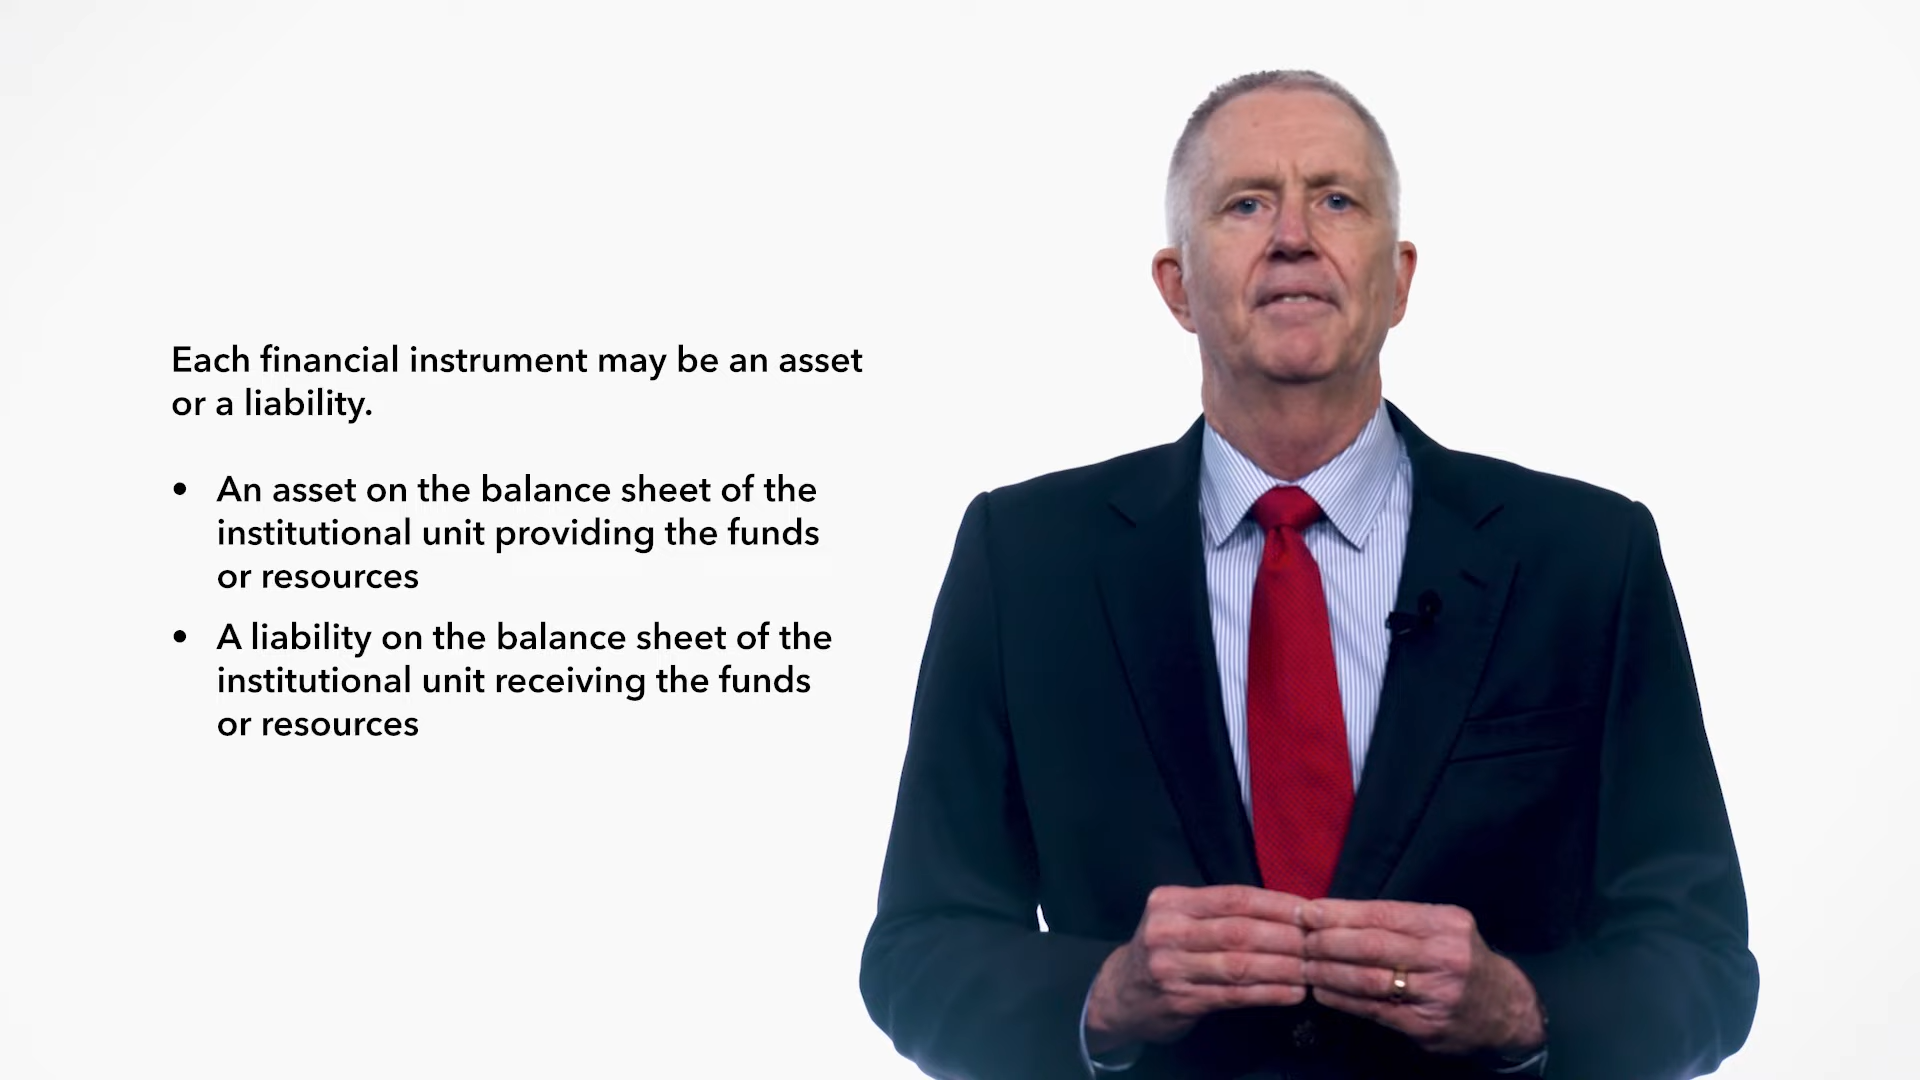 Each financial instrument may be an asset
or a liability.
• An asset on the balance sheet of the
institutional unit providing the funds
or resources
• A liability on the balance sheet of the
institutional unit receiving the funds
or resources